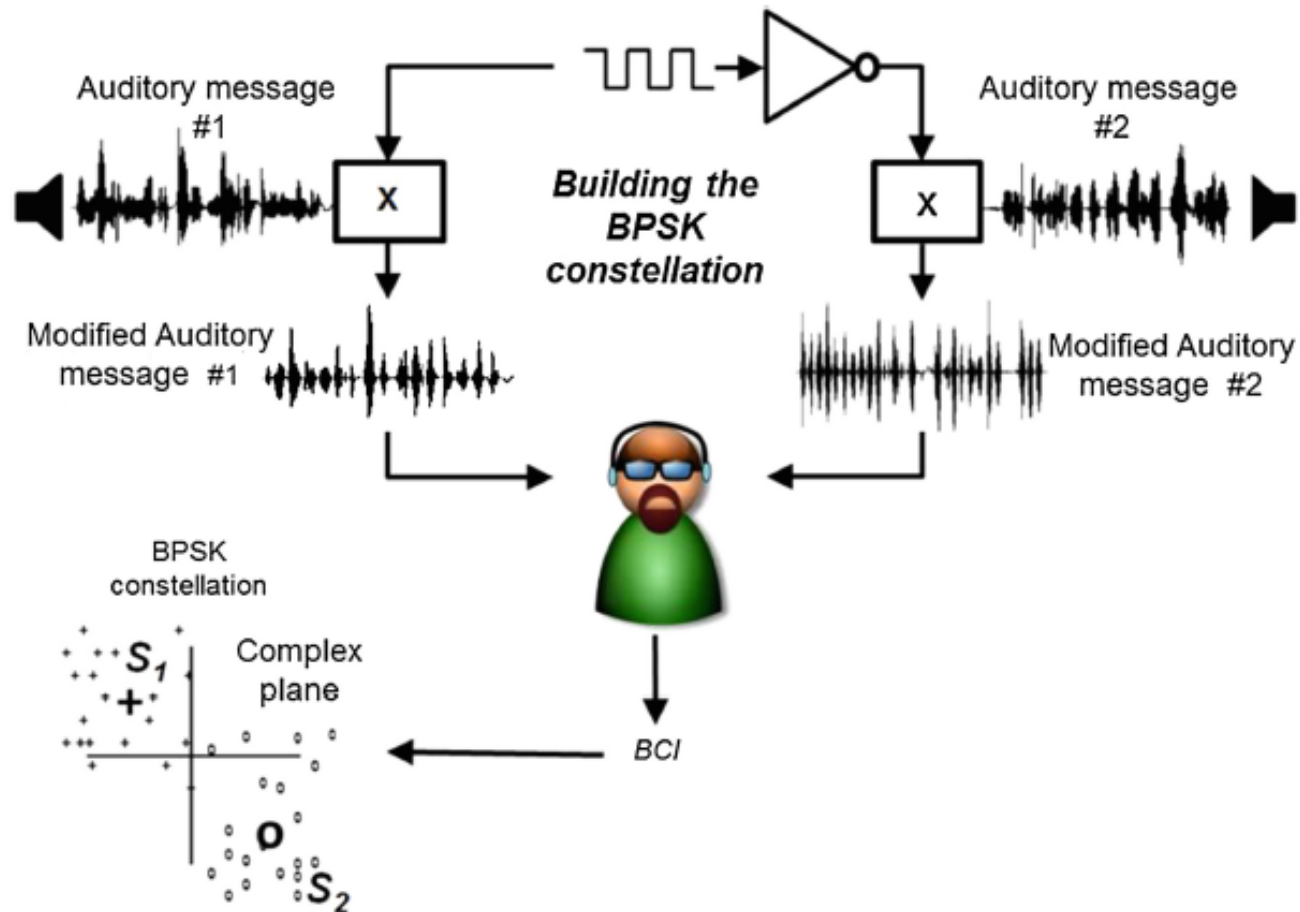 Auditory message
#1
Auditory message
#2
X
Building the
BPSK
constellation
X
Modified Auditory
message #1
Modified Auditory
message #2
BPSK
constellation
S1
Complex
plane
BCI
S2